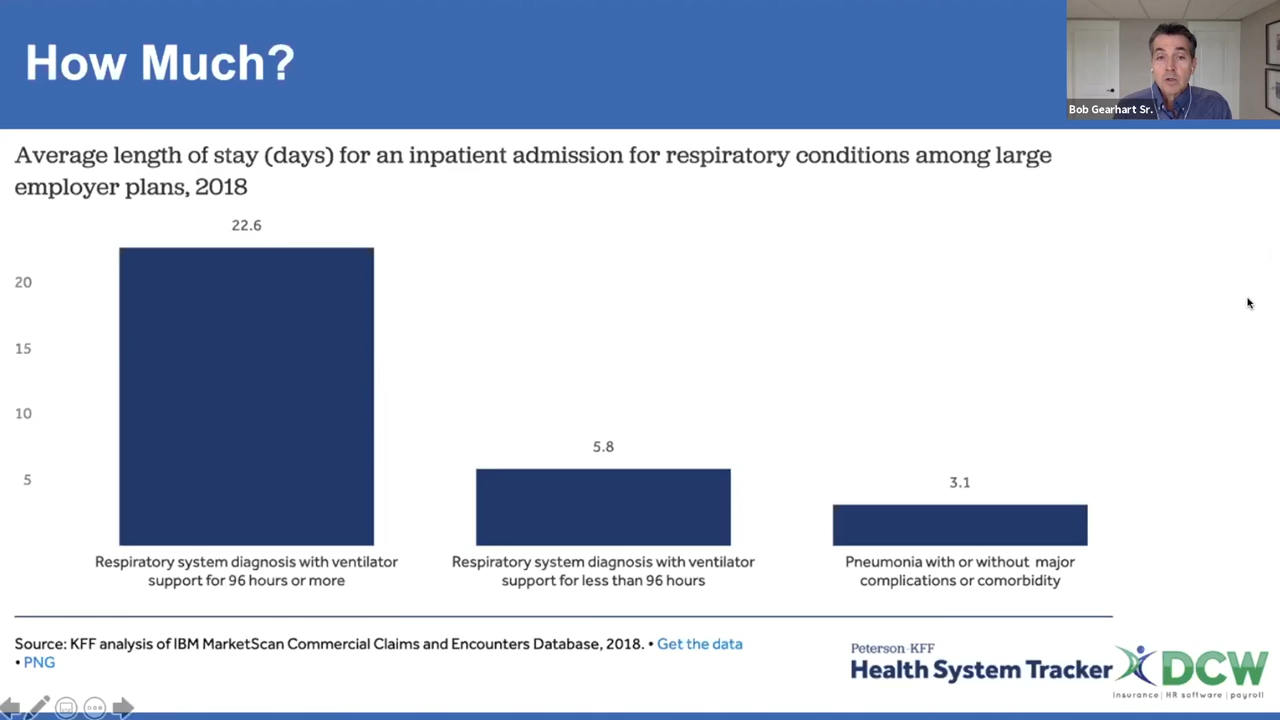 How Much?
Bob Gearhart Sr.
Average length of stay (days) for an inpatient admission for respiratory conditions among large
employer plans, 2018
22.6
20
15
10
5
5.8
3.1
Respiratory system diagnosis with ventilator
support for 96 hours or more
Respiratory system diagnosis with ventilator
support for less than 96 hours
Pneumonia with or without major
complications or comorbidity
Source: KFF analysis of IBM MarketScan Commercial Claims and Encounters Database, 2018. • Get the data
• PNG
Peterson-KFF
Health System Tracker
DCW
insurance | HR software | payroll